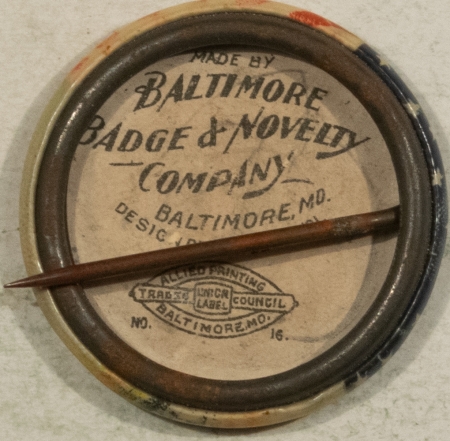 MADE BY
BALTIMORE
BADGE & NOVELTY
COMPANY
BALTIMORE, MD.
ALLIED PRINTING
TRADES UNION LABEL COUNCIL
BALTIMORE, MD.
NO. 16.